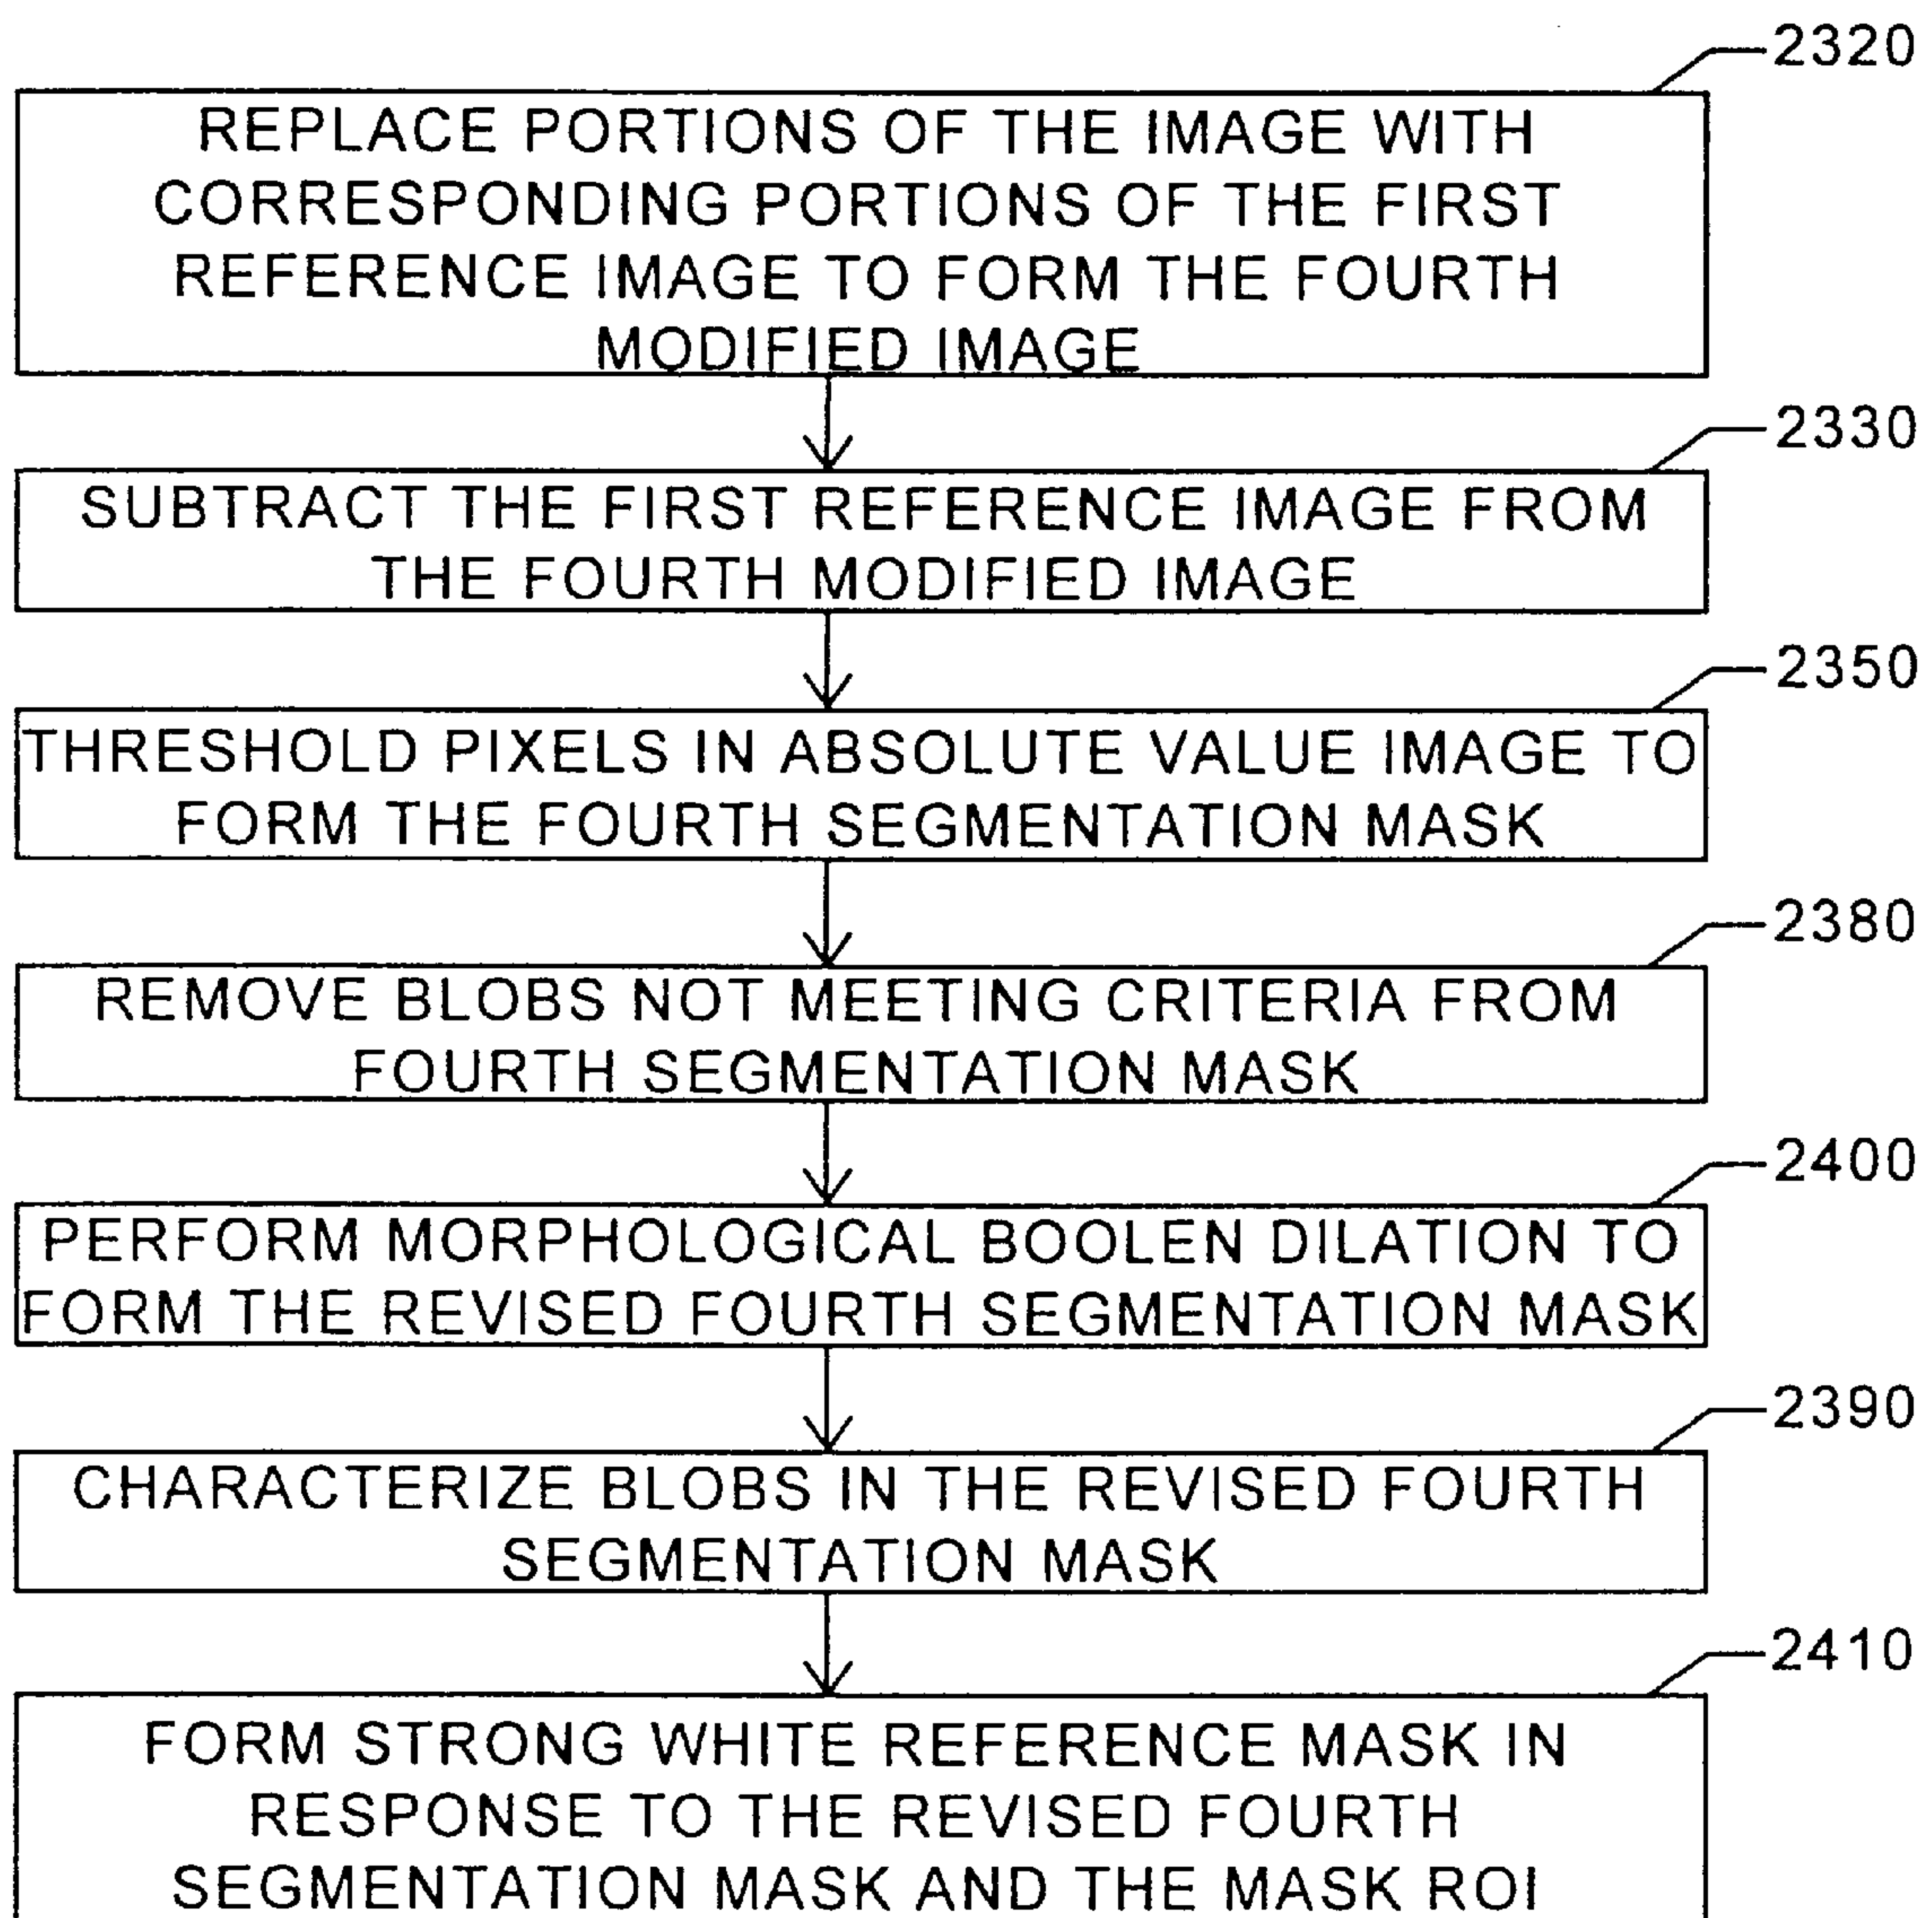 2320
REPLACE PORTIONS OF THE IMAGE WITH
CORRESPONDING PORTIONS OF THE FIRST
REFERENCE IMAGE TO FORM THE FOURTH
MODIFIED IMAGE
2330
SUBTRACT THE FIRST REFERENCE IMAGE FROM
THE FOURTH MODIFIED IMAGE
2350
THRESHOLD PIXELS IN ABSOLUTE VALUE IMAGE TO
FORM THE FOURTH SEGMENTATION MASK
2380
REMOVE BLOBS NOT MEETING CRITERIA FROM
FOURTH SEGMENTATION MASK
2400
PERFORM MORPHOLOGICAL BOOLEN DILATION TO
FORM THE REVISED FOURTH SEGMENTATION MASK
2390
CHARACTERIZE BLOBS IN THE REVISED FOURTH
SEGMENTATION MASK
2410
FORM STRONG WHITE REFERENCE MASK IN
RESPONSE TO THE REVISED FOURTH
SEGMENTATION MASK AND THE MASK ROI